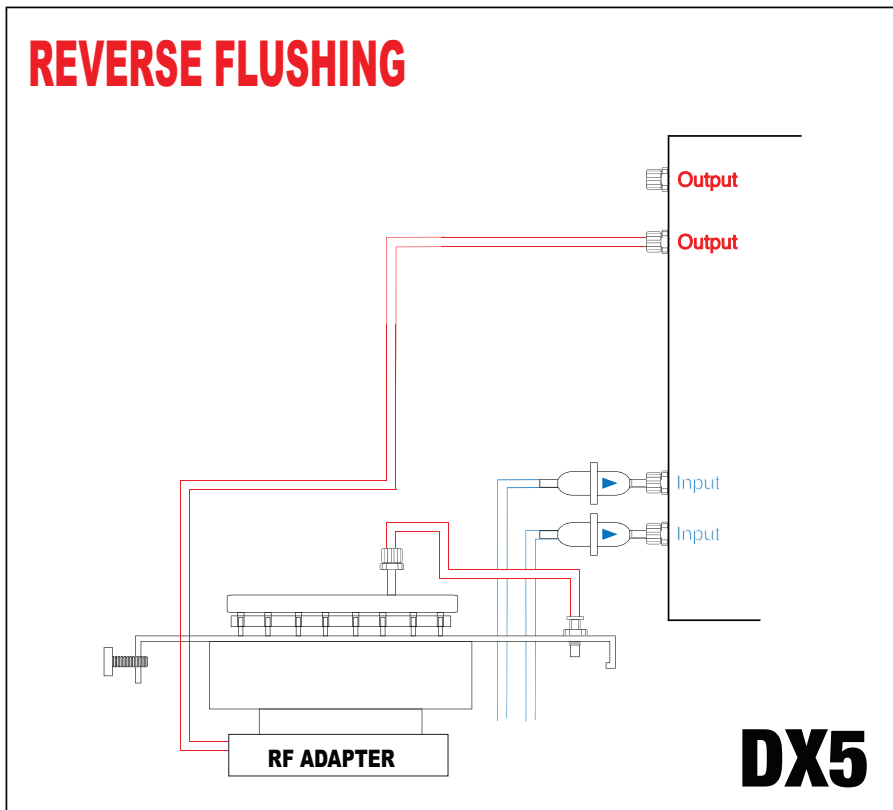 REVERSE FLUSHING
Output
Output
Input
Input
RF ADAPTER
DX5